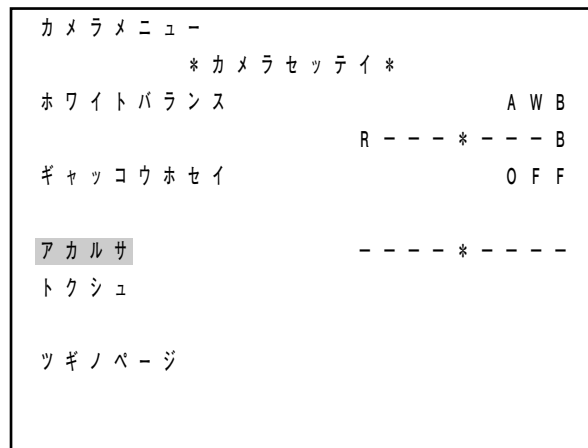 カメラメニュー
*カメラセッテイ*
ホワイトバランス AWB
R---*---B
ギャッコウホセイ OFF
アカルサ ----*----
トクシュ
ツギノページ